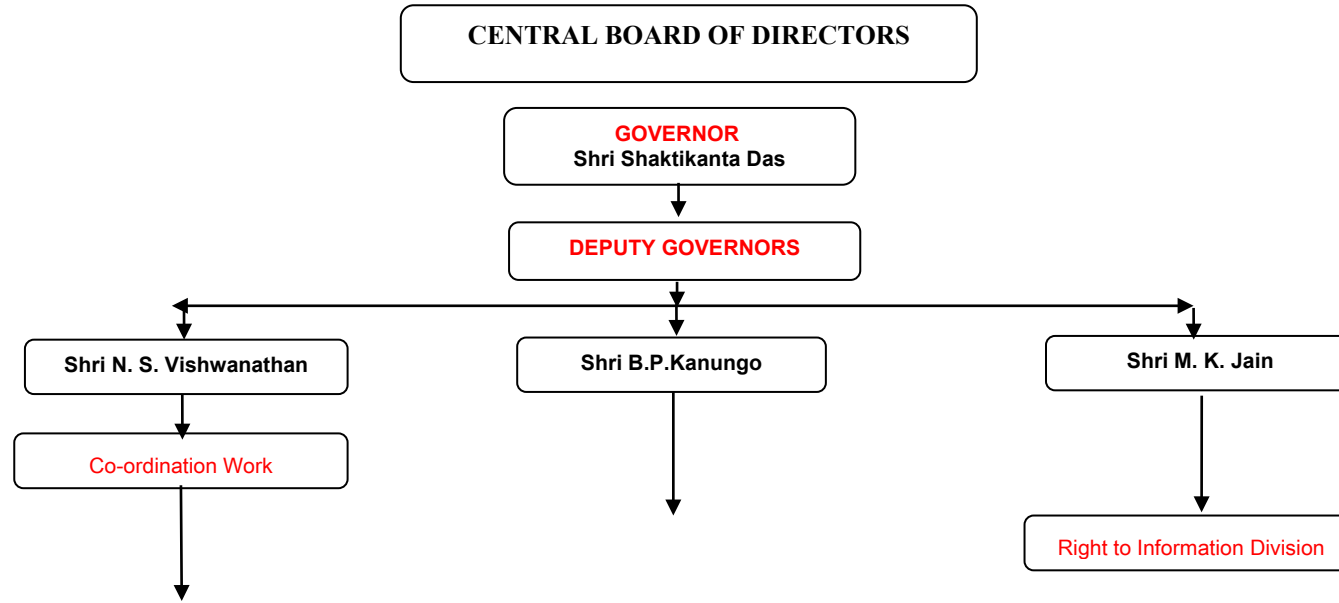 CENTRAL BOARD OF DIRECTORS
GOVERNOR
Shri Shaktikanta Das
DEPUTY GOVERNORS
Shri N. S. Vishwanathan
Shri B.P.Kanungo
Shri M. K. Jain
Co-ordination Work
Right to Information Division